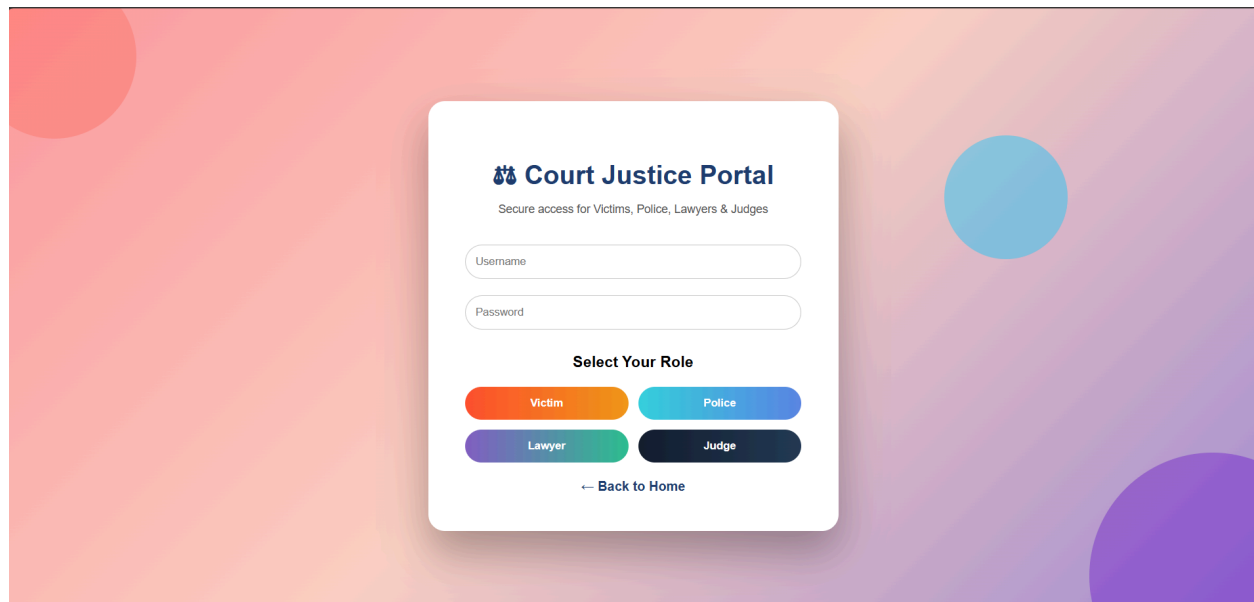 ⚖⚖ Court Justice Portal
Secure access for Victims, Police, Lawyers & Judges
Username
Password
Select Your Role
Victim Police
Lawyer Judge
← Back to Home